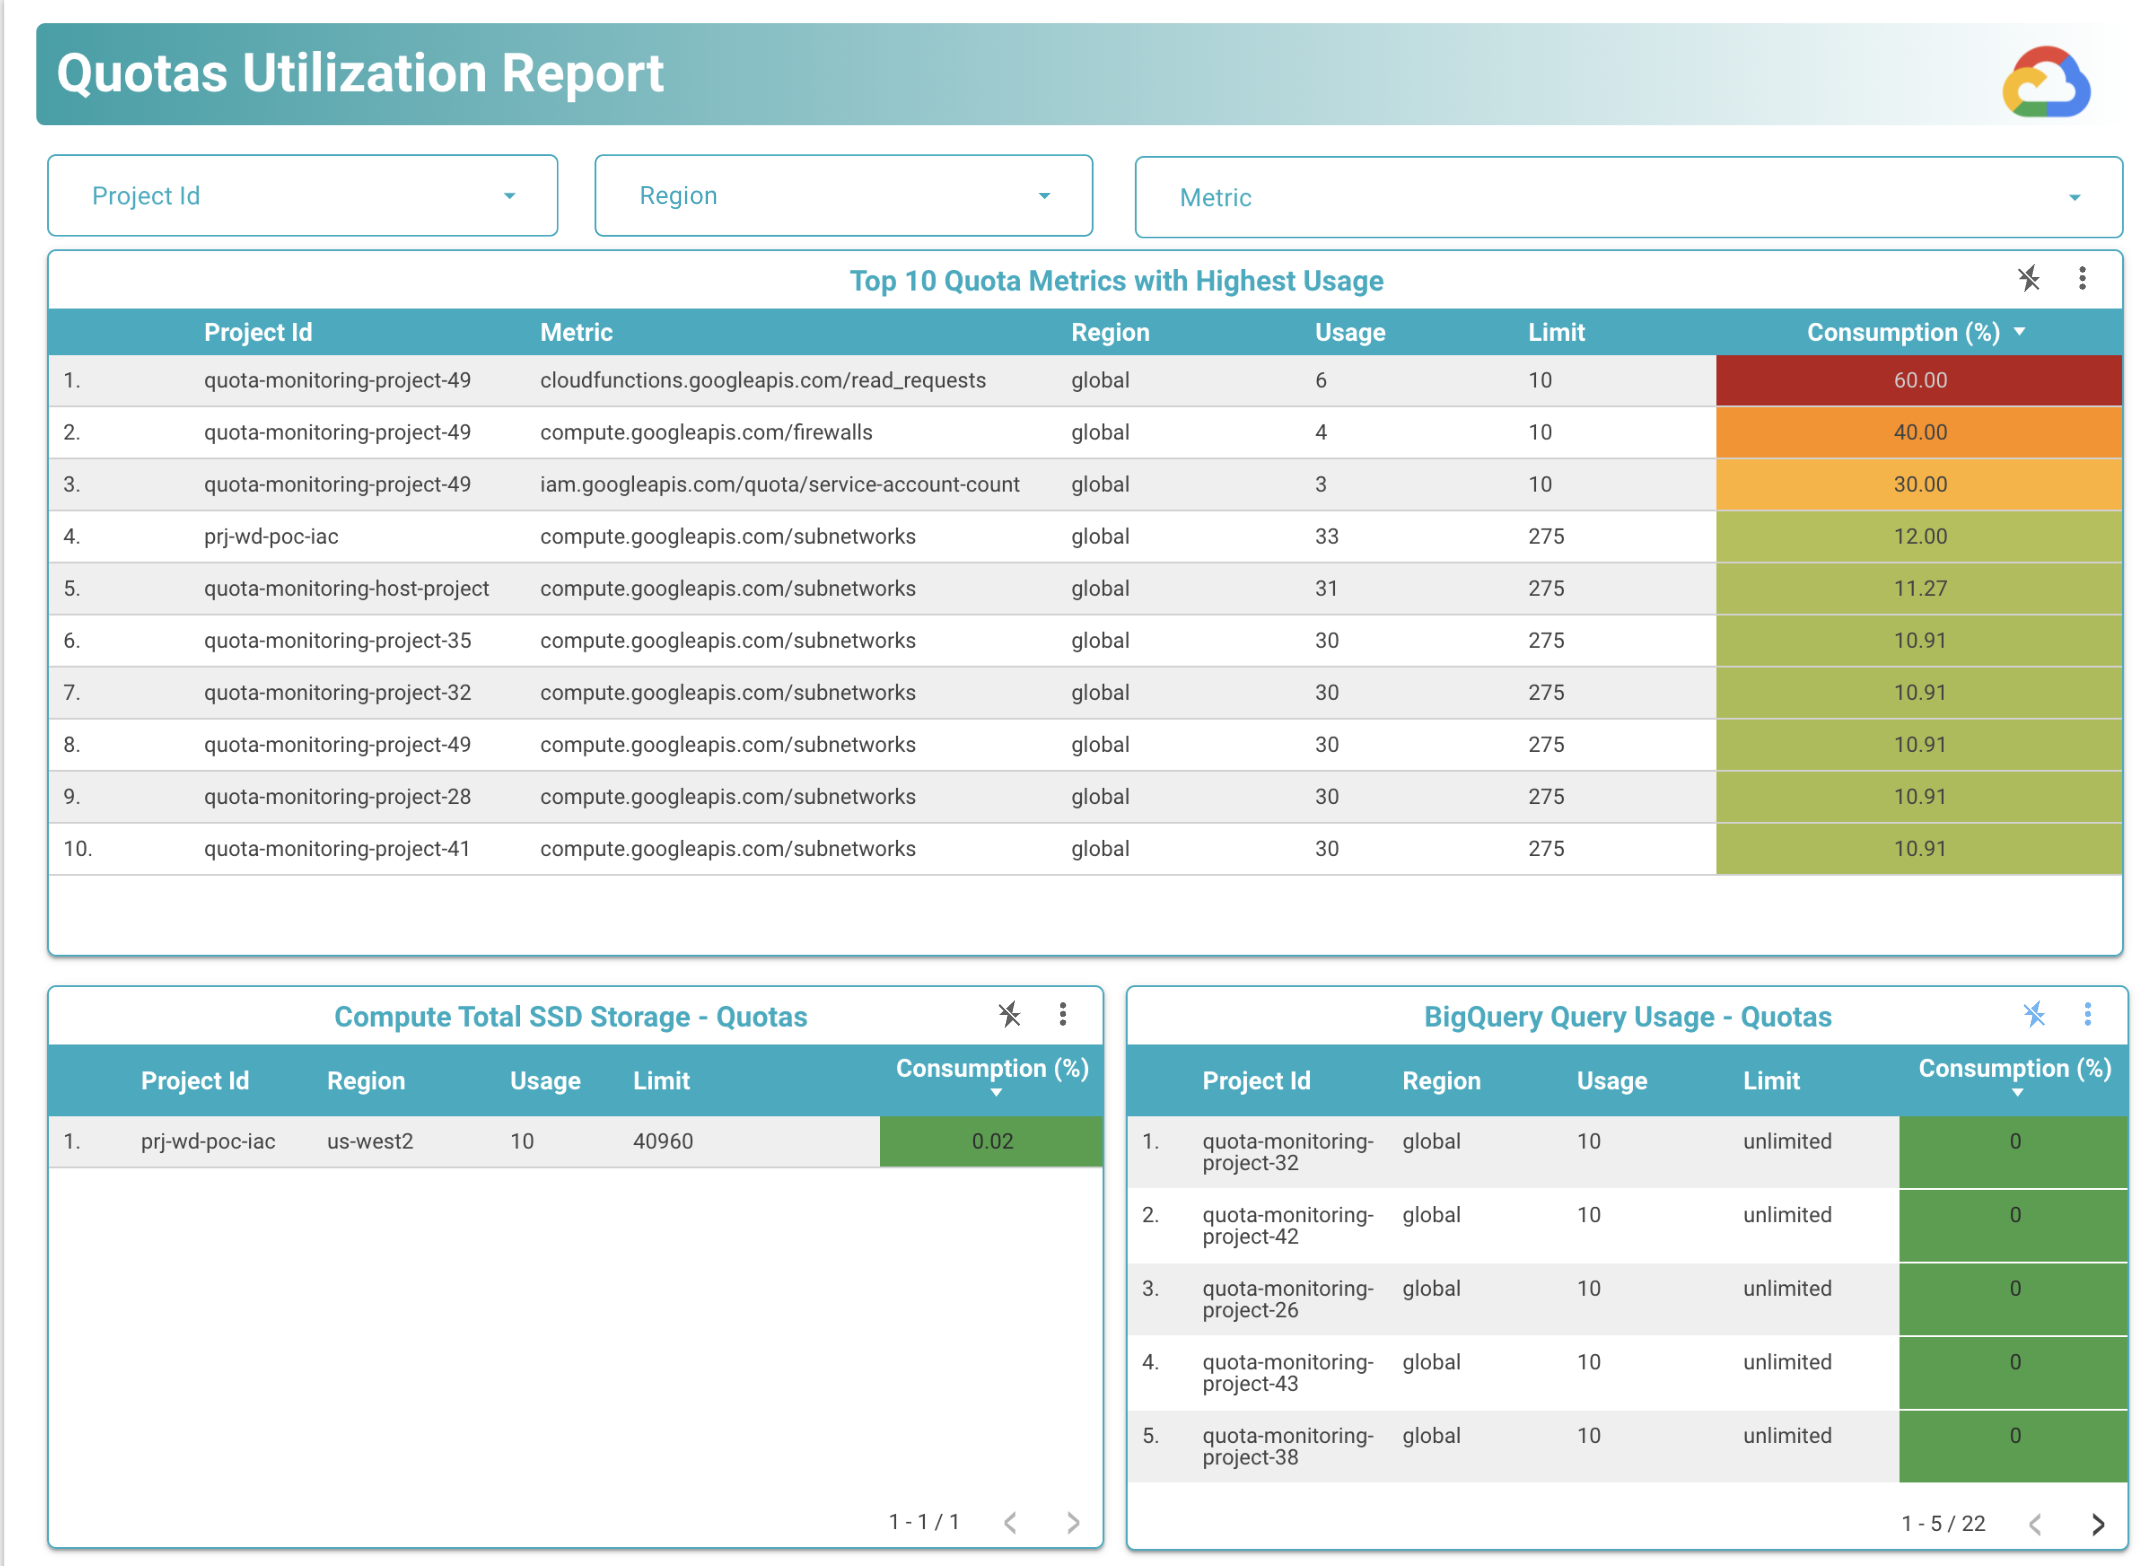 Quotas Utilization Report
Project Id
Region
Metric
Top 10 Quota Metrics with Highest Usage
Project Id Metric Region Usage Limit Consumption (%)
1. quota-monitoring-project-49 cloudfunctions.googleapis.com/read_requests global 6 10 60.00
2. quota-monitoring-project-49 compute.googleapis.com/firewalls global 4 10 40.00
3. quota-monitoring-project-49 iam.googleapis.com/quota/service-account-count global 3 10 30.00
4. prj-wd-poc-iac compute.googleapis.com/subnetworks global 33 275 12.00
5. quota-monitoring-host-project compute.googleapis.com/subnetworks global 31 275 11.27
6. quota-monitoring-project-35 compute.googleapis.com/subnetworks global 30 275 10.91
7. quota-monitoring-project-32 compute.googleapis.com/subnetworks global 30 275 10.91
8. quota-monitoring-project-49 compute.googleapis.com/subnetworks global 30 275 10.91
9. quota-monitoring-project-28 compute.googleapis.com/subnetworks global 30 275 10.91
10. quota-monitoring-project-41 compute.googleapis.com/subnetworks global 30 275 10.91
Compute Total SSD Storage - Quotas
Project Id Region Usage Limit Consumption (%)
1. prj-wd-poc-iac us-west2 10 40960 0.02
1 - 1 / 1
BigQuery Query Usage - Quotas
Project Id Region Usage Limit Consumption (%)
1. quota-monitoring- global 10 unlimited 0
project-32
2. quota-monitoring- global 10 unlimited 0
project-42
3. quota-monitoring- global 10 unlimited 0
project-26
4. quota-monitoring- global 10 unlimited 0
project-43
5. quota-monitoring- global 10 unlimited 0
project-38
1 - 5 / 22